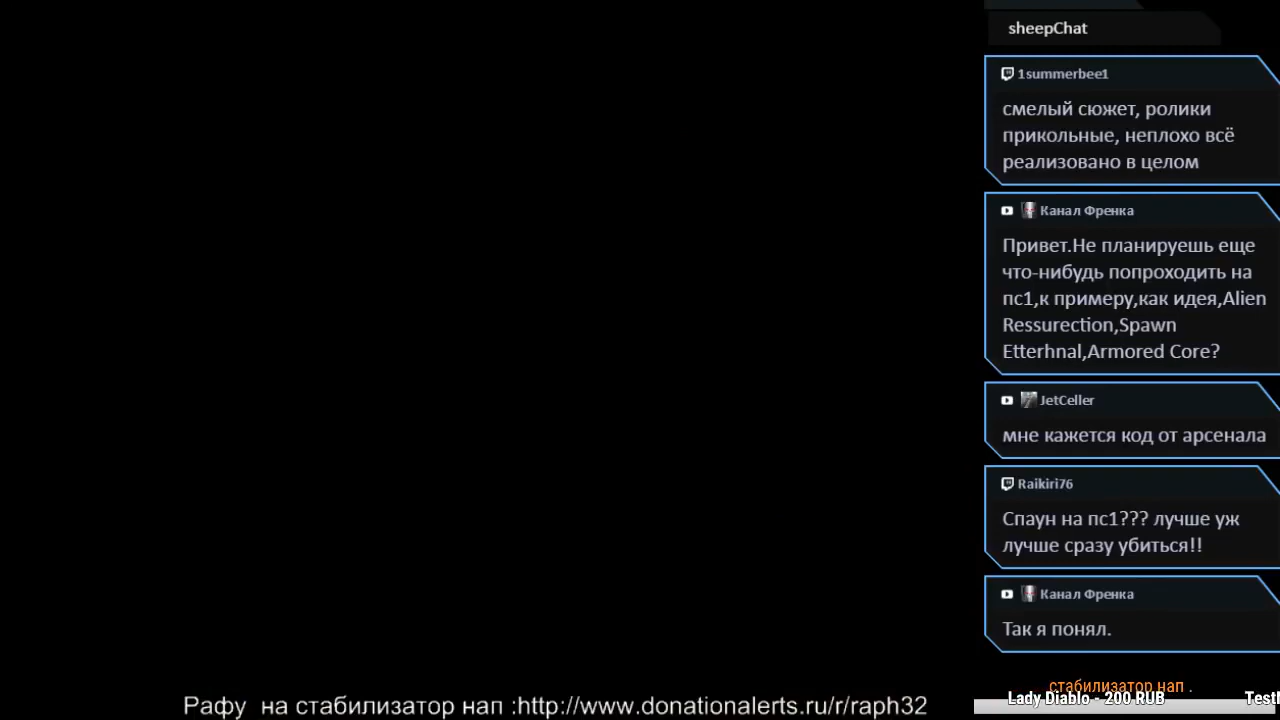 sheepChat
1summerbee1
смелый сюжет, ролики
прикольные, неплохо всё
реализовано в целом
Канал Френка
Привет.Не планируешь еще
что-нибудь попроходить на
пс1,к примеру,как идея,Alien
Ressurection,Spawn
Etterhnal,Armored Core?
JetCeller
мне кажется код от арсенала
Raikiri76
Спаун на пс1??? лучше уж
лучше сразу убиться!!
Канал Френка
Так я понял.
стабилизатор нап .
Lady Diablo - 200 RUB
Рафу на стабилизатор нап :http://www.donationalerts.ru/r/raph32